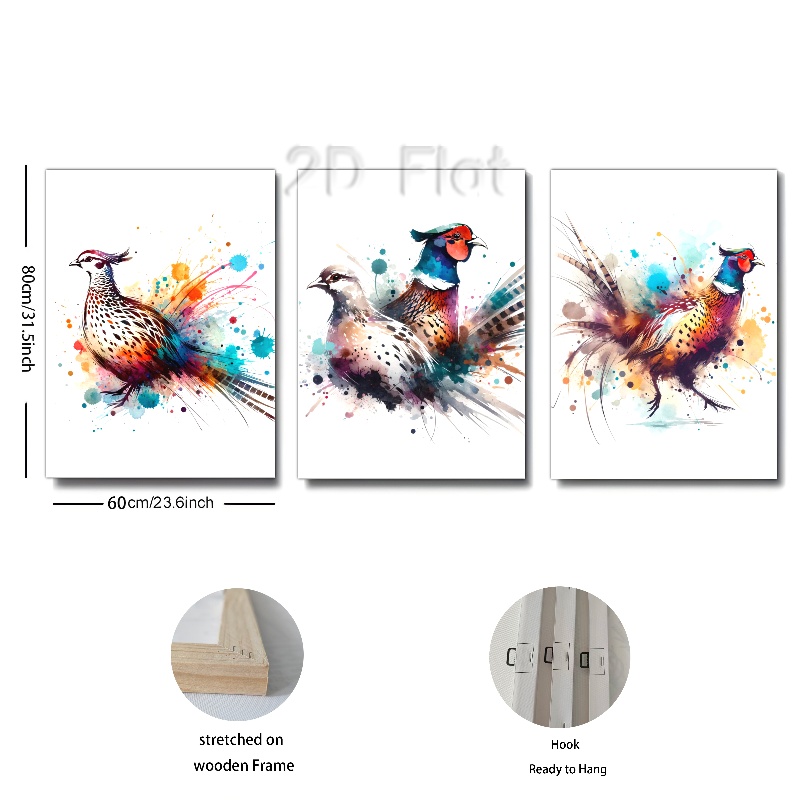 2D Flat
80cm/31.5inch
60cm/23.6inch
stretched on
wooden Frame
Hook
Ready to Hang